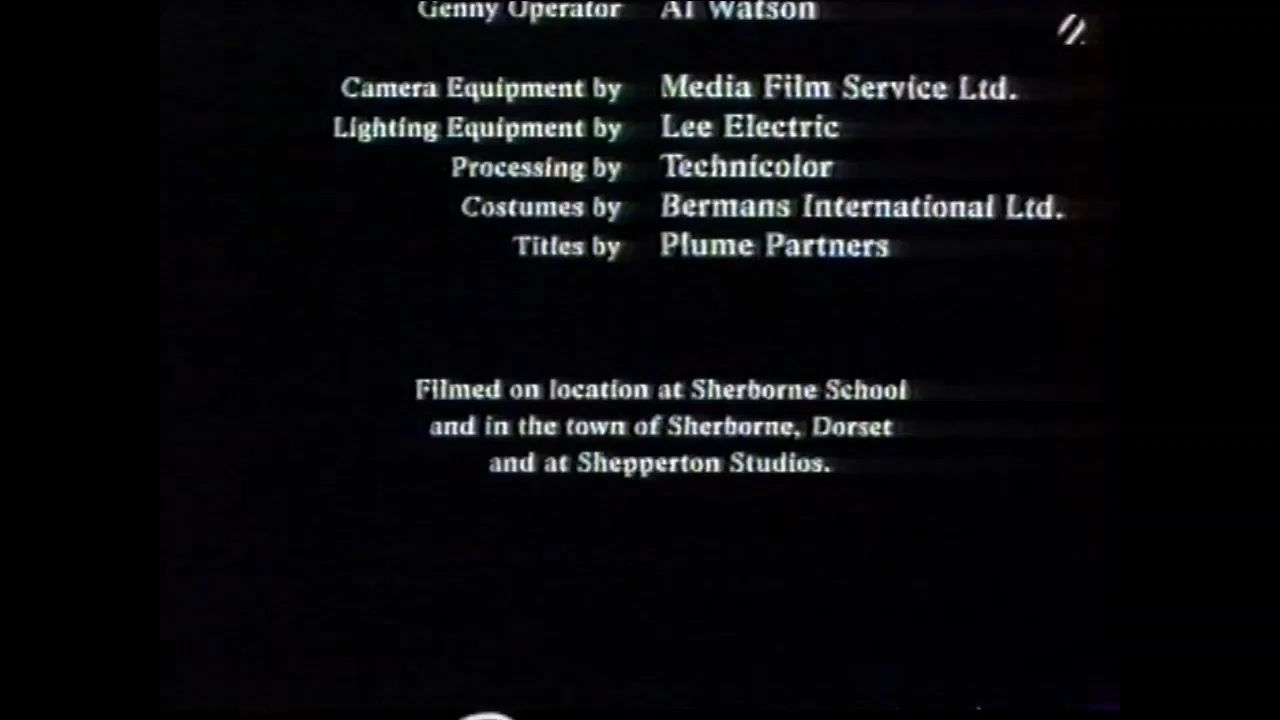 Genny Operator Al Watson
Camera Equipment by Media Film Service Ltd.
Lighting Equipment by Lee Electric
Processing by Technicolor
Costumes by Bermans International Ltd.
Titles by Plume Partners
Filmed on location at Sherborne School
and in the town of Sherborne, Dorset
and at Shepperton Studios.